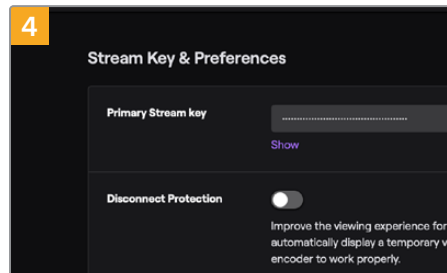 4
Stream Key & Preferences
Primary Stream key
Show
Disconnect Protection
Improve the viewing experience for
automatically display a temporary v
encoder to work properly.